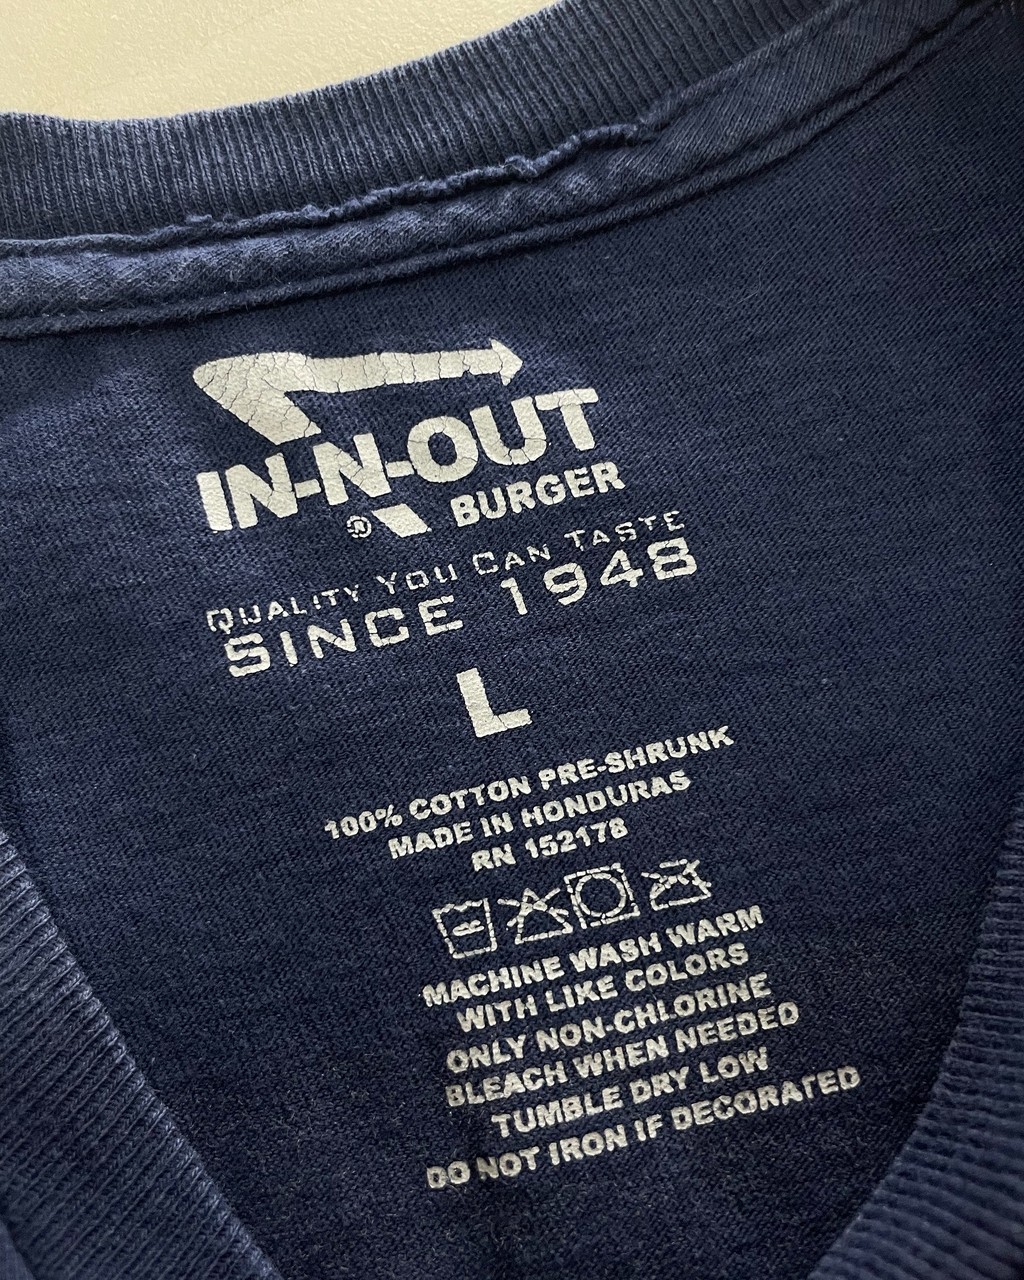 IN-N-OUT
® BURGER
QUALITY YOU CAN TASTE
SINCE 1948
L
100% COTTON PRE-SHRUNK
MADE IN HONDURAS
RN 152178
MACHINE WASH WARM
WITH LIKE COLORS
ONLY NON-CHLORINE
BLEACH WHEN NEEDED
TUMBLE DRY LOW
DO NOT IRON IF DECORATED